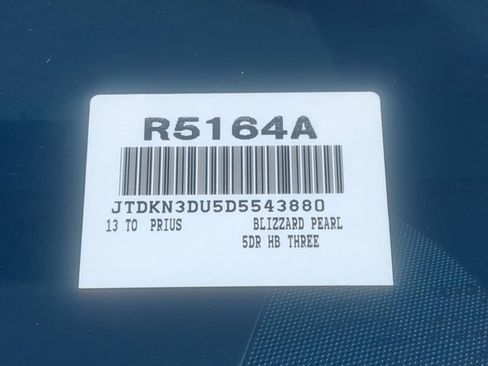 R5164A
JTDKN3DU5D5543880
13 TO PRIUS BLIZZARD PEARL
5DR HB THREE